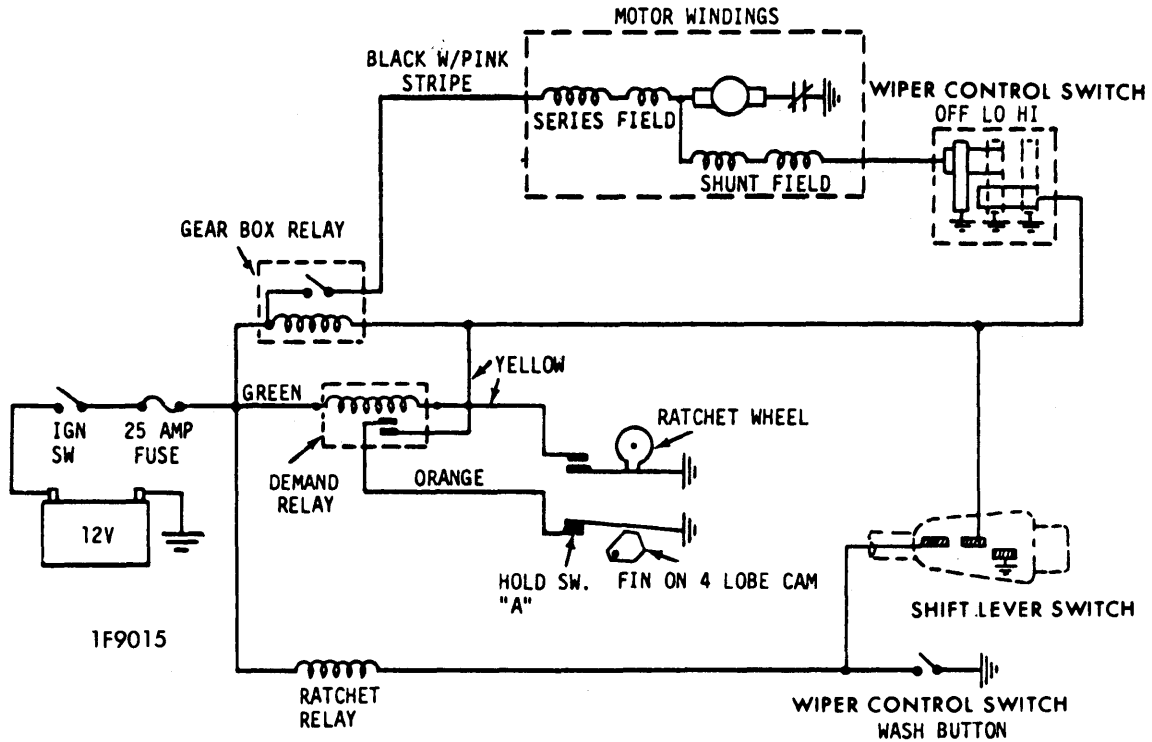 MOTOR WINDINGS
BLACK W/PINK
STRIPE
SERIES FIELD
SHUNT FIELD
WIPER CONTROL SWITCH
OFF LO HI
GEAR BOX RELAY
YELLOW
GREEN
IGN
SW
25 AMP
FUSE
12V
DEMAND
RELAY
ORANGE
RATCHET WHEEL
HOLD SW.
"A"
FIN ON 4 LOBE CAM
SHIFT LEVER SWITCH
1F9015
RATCHET
RELAY
WIPER CONTROL SWITCH
WASH BUTTON